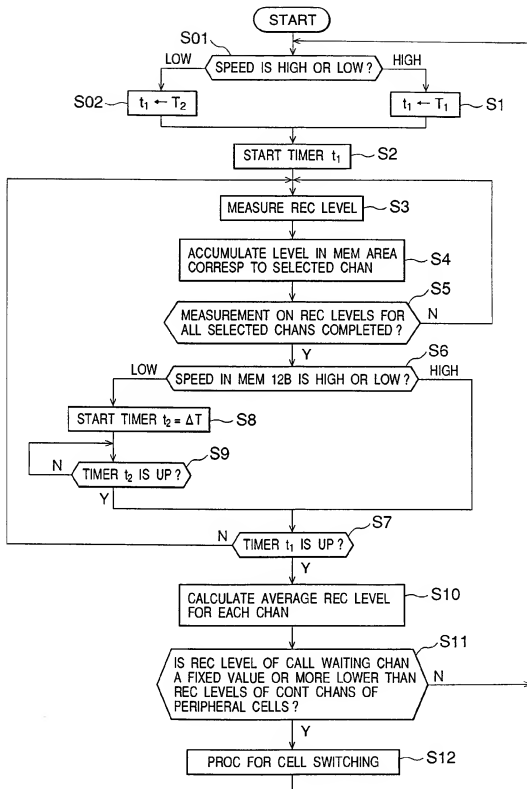 START
S01
LOW
SPEED IS HIGH OR LOW?
HIGH
S02
t1 ← T2
t1 ← T1
S1
START TIMER t1
S2
MEASURE REC LEVEL
S3
ACCUMULATE LEVEL IN MEM AREA
CORRESP TO SELECTED CHAN
S4
S5
MEASUREMENT ON REC LEVELS FOR
ALL SELECTED CHANS COMPLETED?
N
Y
S6
LOW
SPEED IN MEM 12B IS HIGH OR LOW?
HIGH
START TIMER t2 = ΔT
S8
S9
N
TIMER t2 IS UP?
Y
S7
N
TIMER t1 IS UP?
Y
CALCULATE AVERAGE REC LEVEL
FOR EACH CHAN
S10
S11
IS REC LEVEL OF CALL WAITING CHAN
A FIXED VALUE OR MORE LOWER THAN
REC LEVELS OF CONT CHANS OF
PERIPHERAL CELLS?
N
Y
PROC FOR CELL SWITCHING
S12